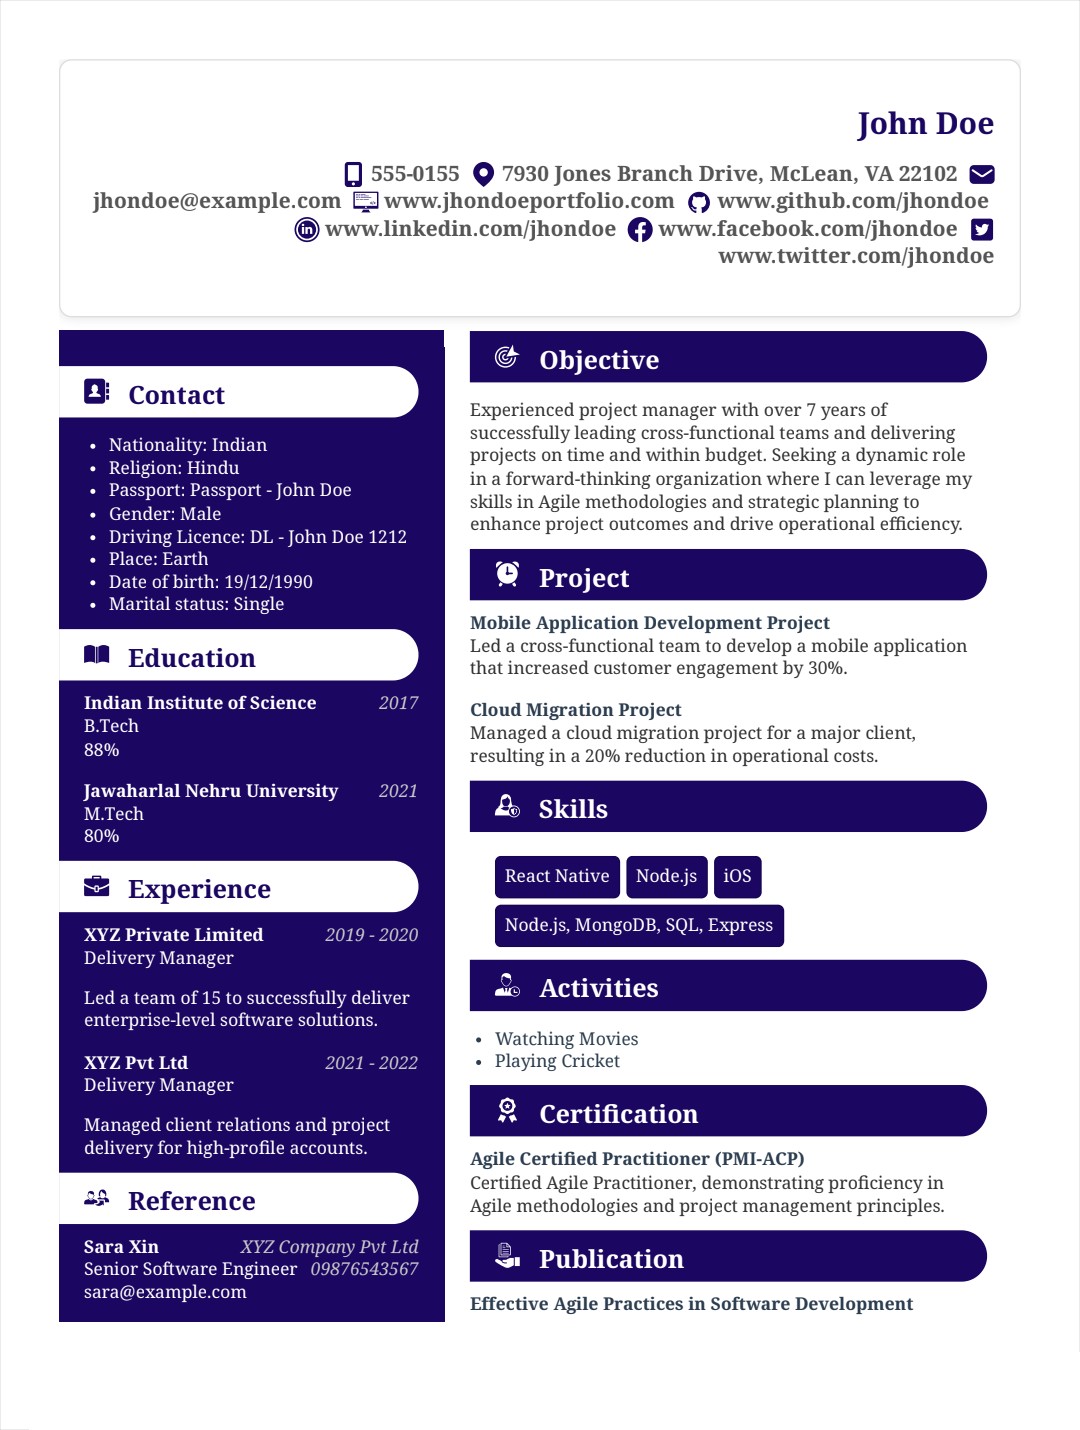 John Doe
555-0155 7930 Jones Branch Drive, McLean, VA 22102
jhondoe@example.com www.jhondoeportfolio.com www.github.com/jhondoe
www.linkedin.com/jhondoe www.facebook.com/jhondoe
www.twitter.com/jhondoe
Contact
• Nationality: Indian
• Religion: Hindu
• Passport: Passport - John Doe
• Gender: Male
• Driving Licence: DL - John Doe 1212
• Place: Earth
• Date of birth: 19/12/1990
• Marital status: Single
Education
Indian Institute of Science 2017
B.Tech
88%
Jawaharlal Nehru University 2021
M.Tech
80%
Experience
XYZ Private Limited 2019 - 2020
Delivery Manager
Led a team of 15 to successfully deliver
enterprise-level software solutions.
XYZ Pvt Ltd 2021 - 2022
Delivery Manager
Managed client relations and project
delivery for high-profile accounts.
Reference
Sara Xin XYZ Company Pvt Ltd
Senior Software Engineer 09876543567
sara@example.com
Objective
Experienced project manager with over 7 years of
successfully leading cross-functional teams and delivering
projects on time and within budget. Seeking a dynamic role
in a forward-thinking organization where I can leverage my
skills in Agile methodologies and strategic planning to
enhance project outcomes and drive operational efficiency.
Project
Mobile Application Development Project
Led a cross-functional team to develop a mobile application
that increased customer engagement by 30%.
Cloud Migration Project
Managed a cloud migration project for a major client,
resulting in a 20% reduction in operational costs.
Skills
React Native Node.js iOS
Node.js, MongoDB, SQL, Express
Activities
• Watching Movies
• Playing Cricket
Certification
Agile Certified Practitioner (PMI-ACP)
Certified Agile Practitioner, demonstrating proficiency in
Agile methodologies and project management principles.
Publication
Effective Agile Practices in Software Development